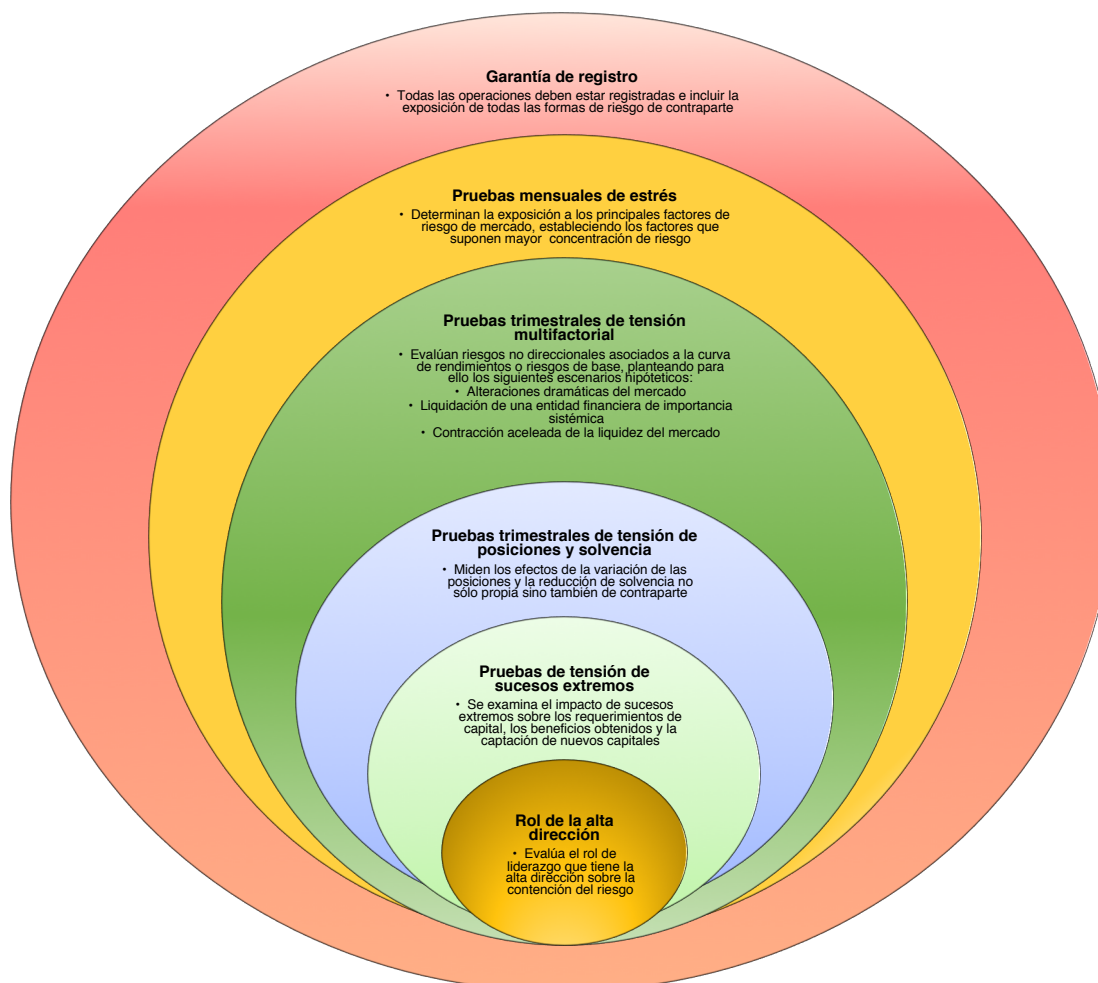 Garantía de registro
• Todas las operaciones deben estar registradas e incluir la
exposición de todas las formas de riesgo de contraparte
Pruebas mensuales de estrés
• Determinan la exposición a los principales factores de
riesgo de mercado, estableciendo los factores que
suponen mayor concentración de riesgo
Pruebas trimestrales de tensión
multifactorial
• Evalúan riesgos no direccionales asociados a la curva
de rendimientos o riesgos de base, planteando para
ello los siguientes escenarios hipotéticos:
• Alteraciones dramáticas del mercado
• Liquidación de una entidad financiera de importancia
sistémica
• Contracción aceleada de la liquidez del mercado
Pruebas trimestrales de tensión de
posiciones y solvencia
• Miden los efectos de la variación de las
posiciones y la reducción de solvencia no
sólo propia sino también de contraparte
Pruebas de tensión de
sucesos extremos
• Se examina el impacto de sucesos
extremos sobre los requerimientos de
capital, los beneficios obtenidos y la
captación de nuevos capitales
Rol de la alta
dirección
• Evalúa el rol de
liderazgo que tiene la
alta dirección sobre la
contención del riesgo